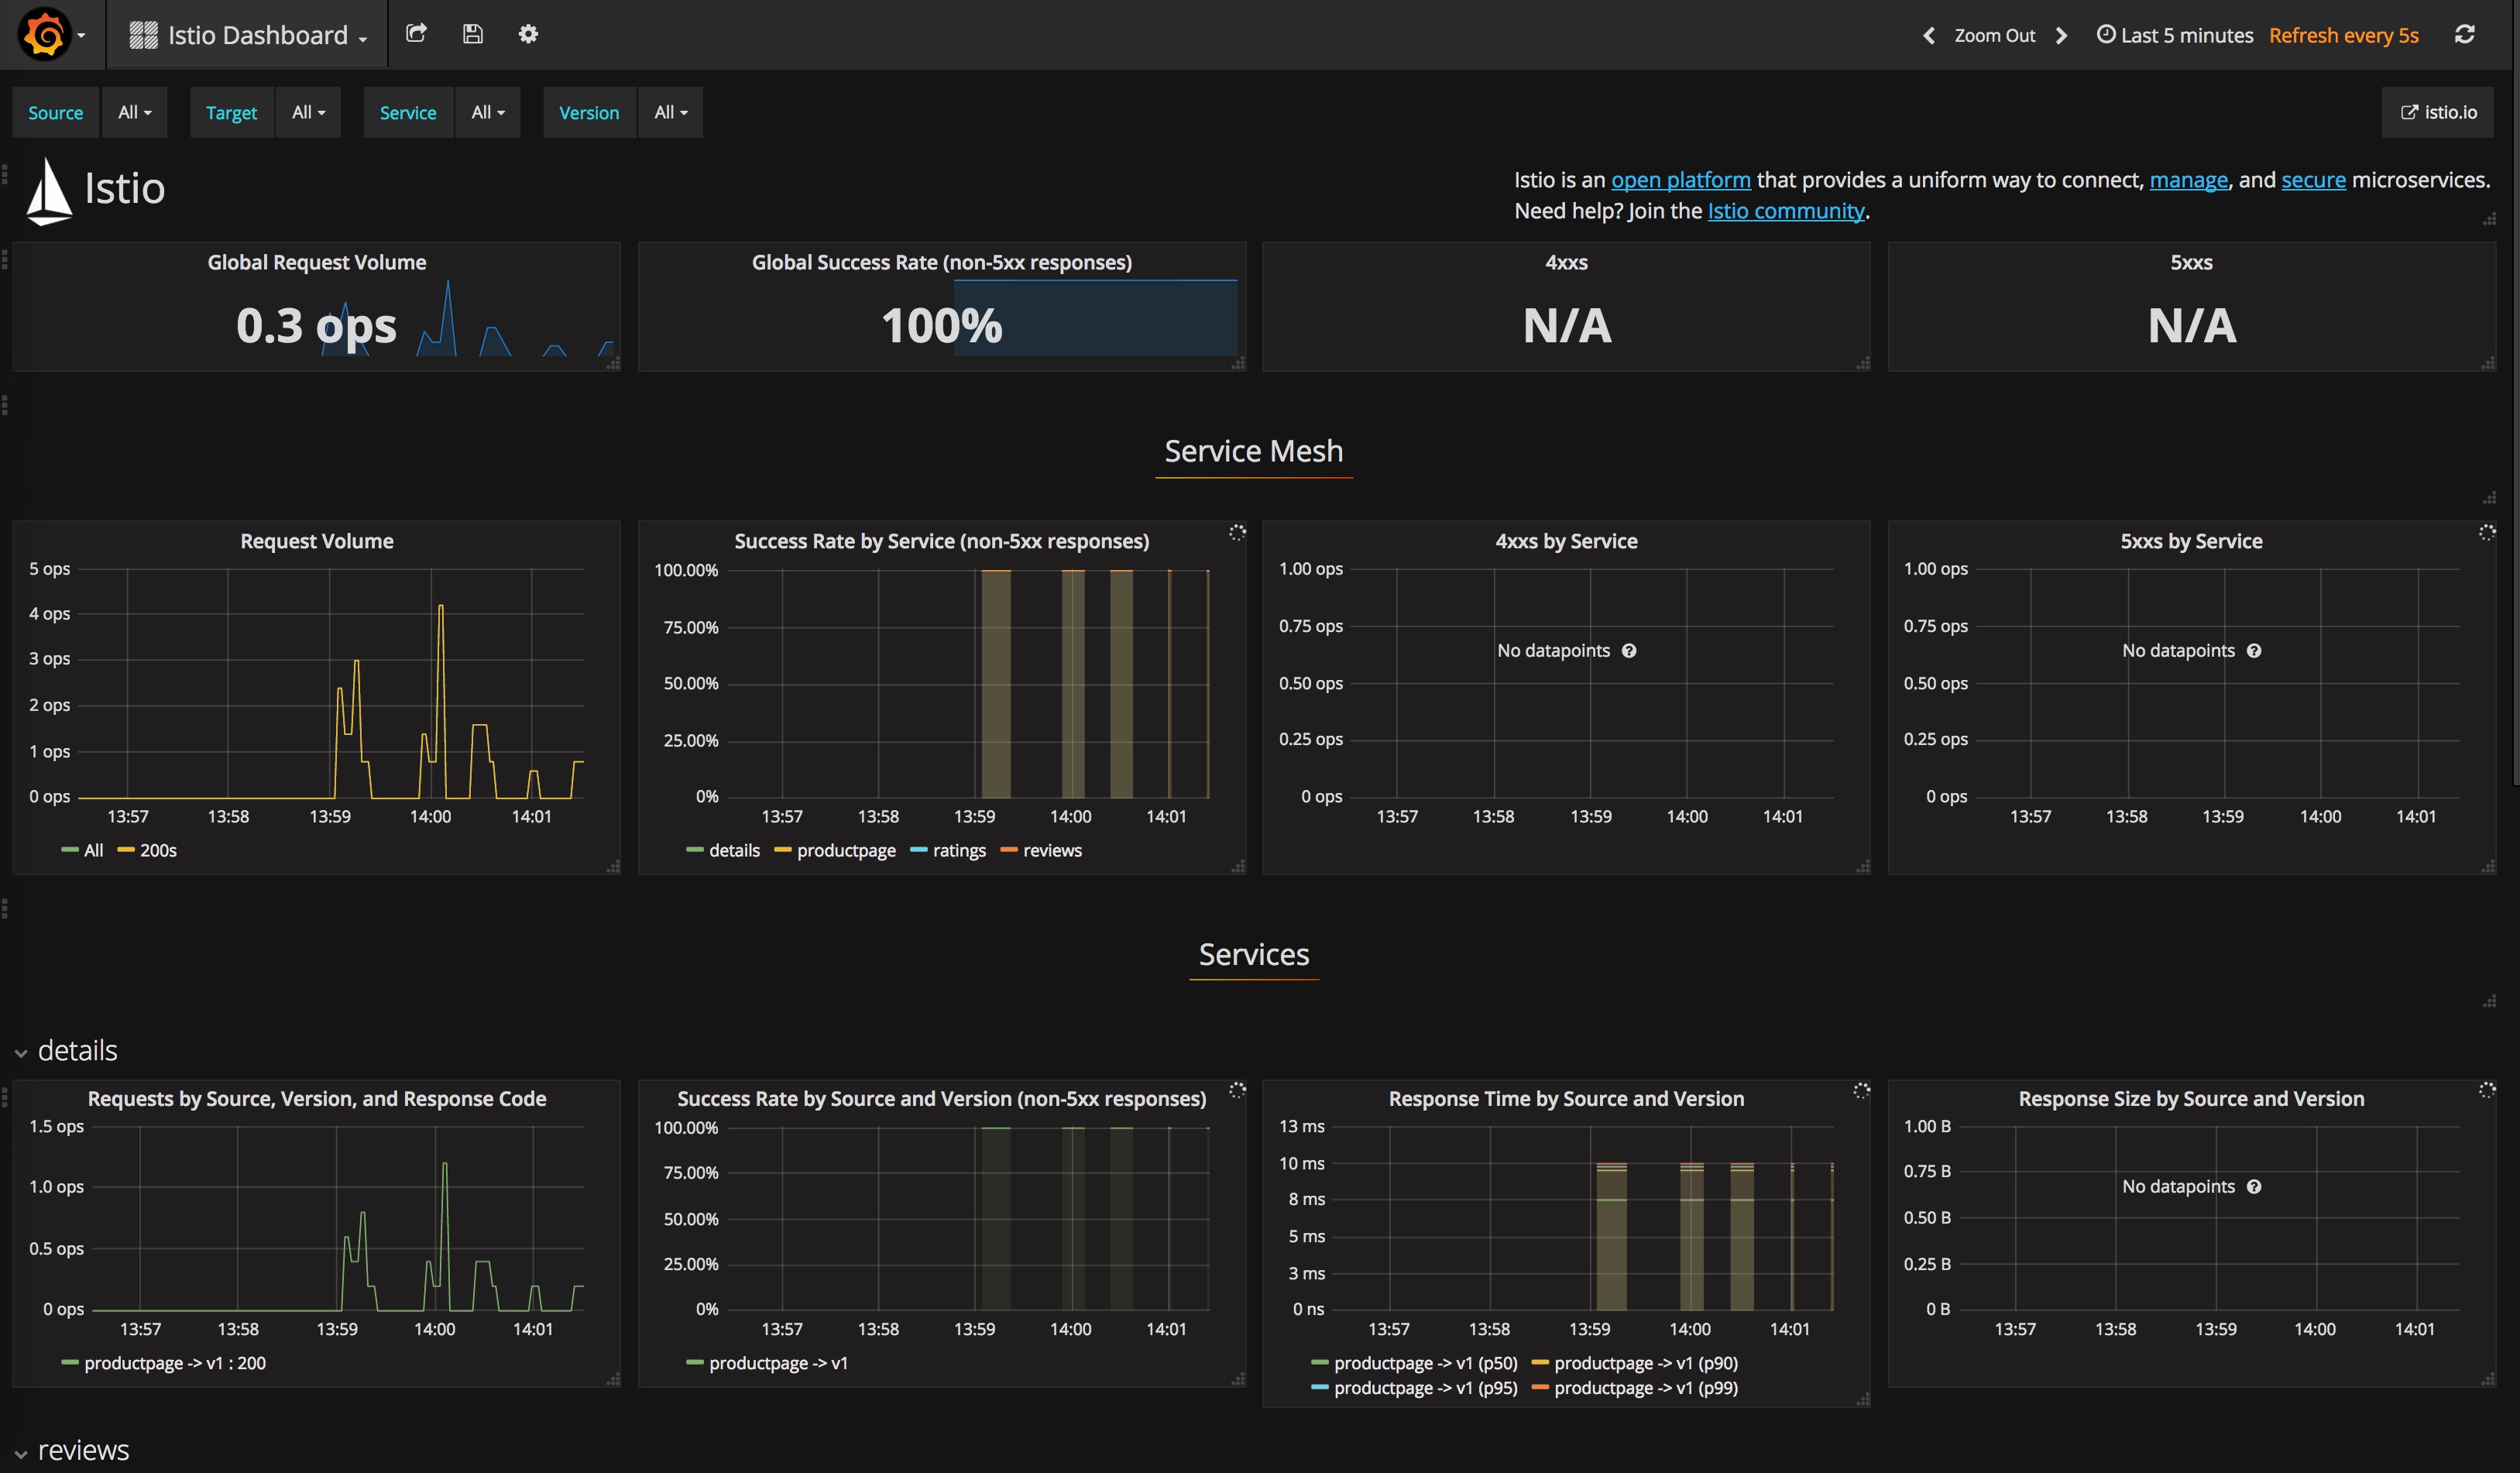 Istio Dashboard
Zoom Out
Last 5 minutes Refresh every 5s
Source All Target All Service All Version All
istio.io
Istio
Istio is an open platform that provides a uniform way to connect, manage, and secure microservices.
Need help? Join the Istio community.
Global Request Volume
0.3 ops
Global Success Rate (non-5xx responses)
100%
4xxs
N/A
5xxs
N/A
Service Mesh
Request Volume
5 ops
4 ops
3 ops
2 ops
1 ops
0 ops
13:57 13:58 13:59 14:00 14:01
All 200s
Success Rate by Service (non-5xx responses)
100.00%
75.00%
50.00%
25.00%
0%
13:57 13:58 13:59 14:00 14:01
details productpage ratings reviews
4xxs by Service
1.00 ops
0.75 ops
No datapoints
0.50 ops
0.25 ops
0 ops
13:57 13:58 13:59 14:00 14:01
5xxs by Service
1.00 ops
0.75 ops
No datapoints
0.50 ops
0.25 ops
0 ops
13:57 13:58 13:59 14:00 14:01
Services
details
Requests by Source, Version, and Response Code
1.5 ops
1.0 ops
0.5 ops
0 ops
13:57 13:58 13:59 14:00 14:01
productpage -> v1 : 200
Success Rate by Source and Version (non-5xx responses)
100.00%
75.00%
50.00%
25.00%
0%
13:57 13:58 13:59 14:00 14:01
productpage -> v1
Response Time by Source and Version
13 ms
10 ms
8 ms
5 ms
3 ms
0 ns
13:57 13:58 13:59 14:00 14:01
productpage -> v1 (p50) productpage -> v1 (p90)
productpage -> v1 (p95) productpage -> v1 (p99)
Response Size by Source and Version
1.00 B
0.75 B
No datapoints
0.50 B
0.25 B
0 B
13:57 13:58 13:59 14:00 14:01
reviews